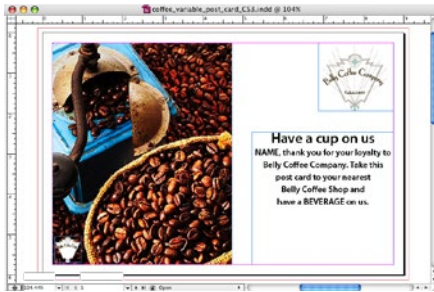 coffee_variable_post_card_CS3.indd @ 104%
Belly Coffee Company
Have a cup on us
NAME, thank you for your loyalty to
Belly Coffee Company. Take this
post card to your nearest
Belly Coffee Shop and
have a BEVERAGE on us.
Open